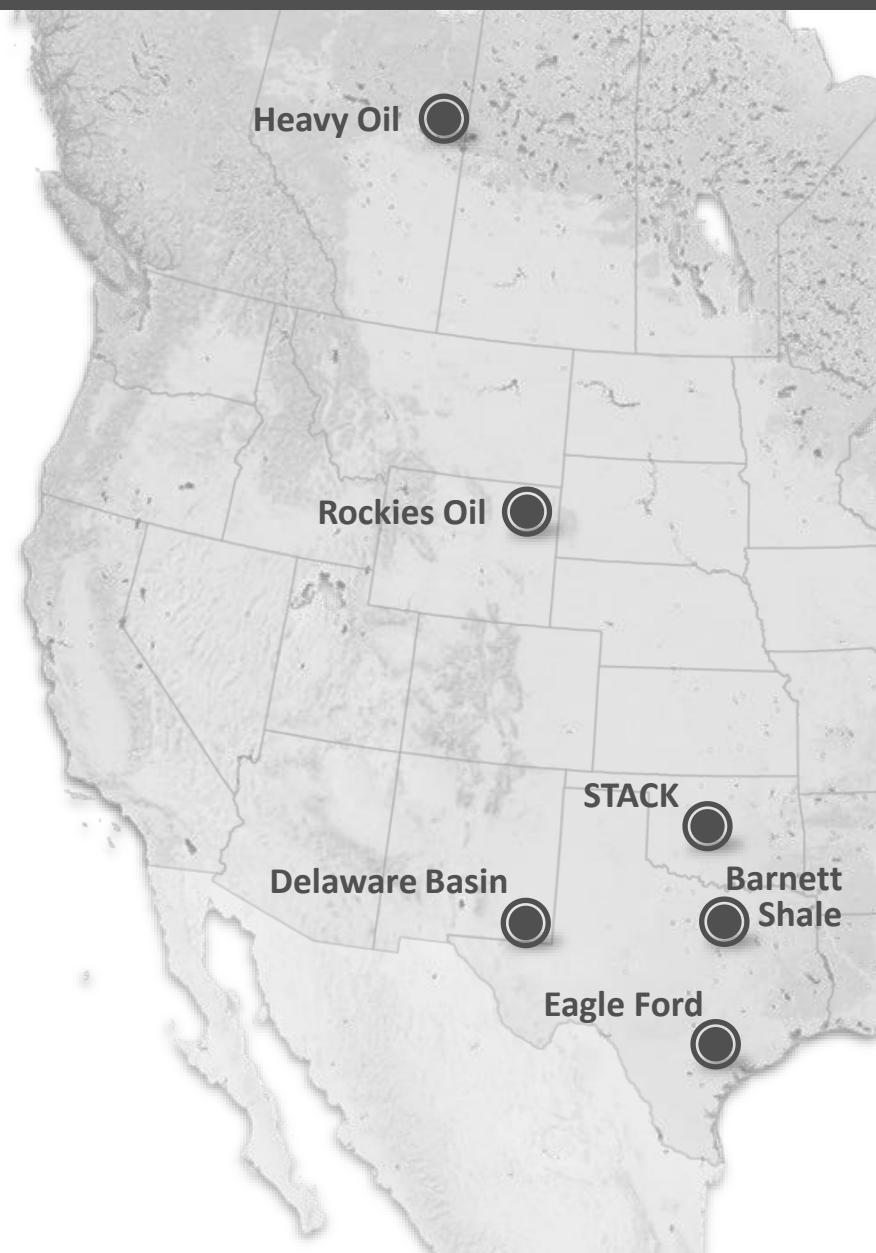 Heavy Oil
Rockies Oil
STACK
Delaware Basin
Barnett
Shale
Eagle Ford